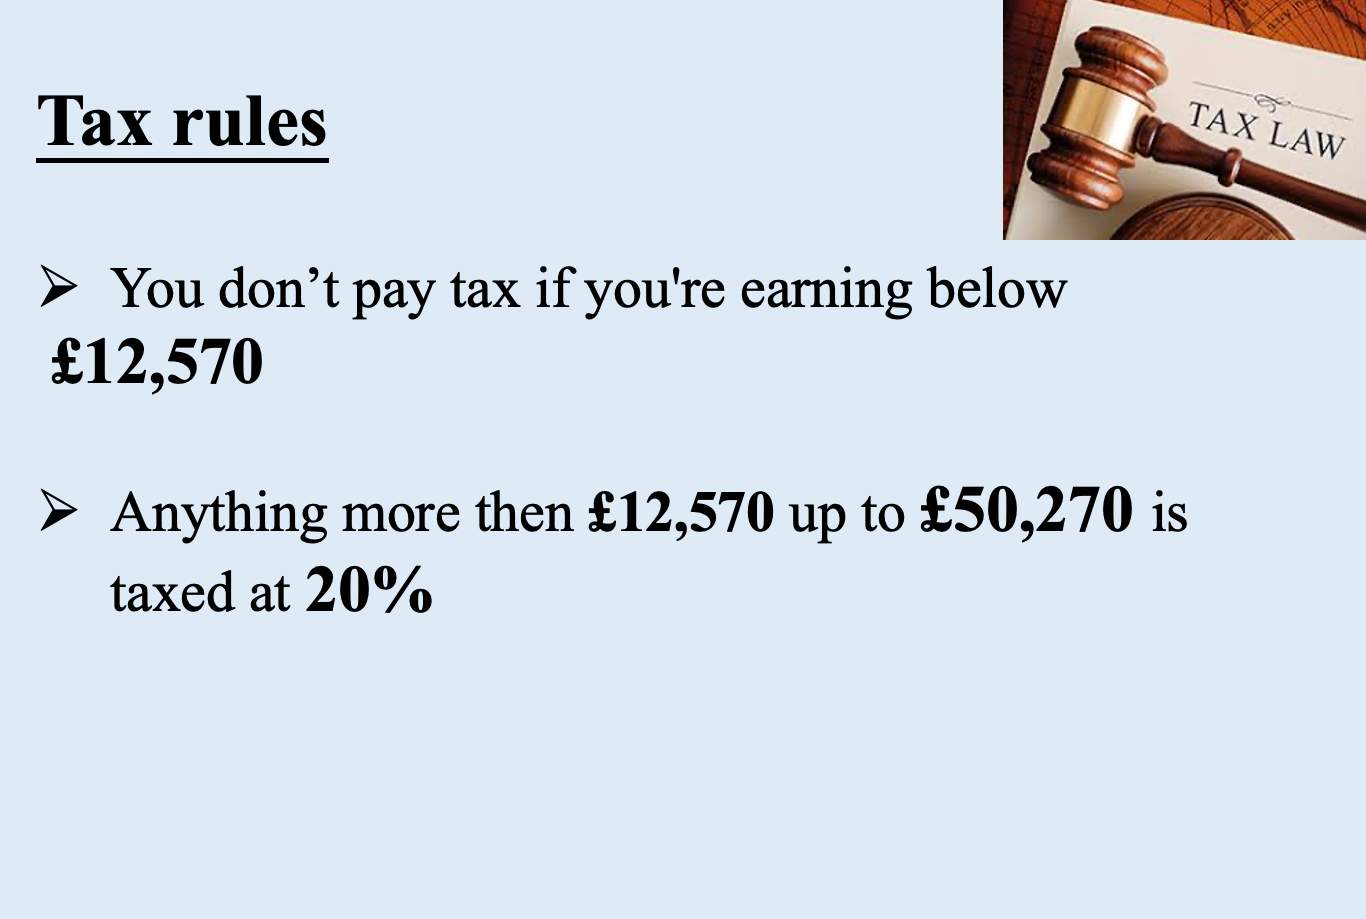 TAX LAW
Tax rules
➢ You don’t pay tax if you're earning below
£12,570
➢ Anything more then £12,570 up to £50,270 is
taxed at 20%